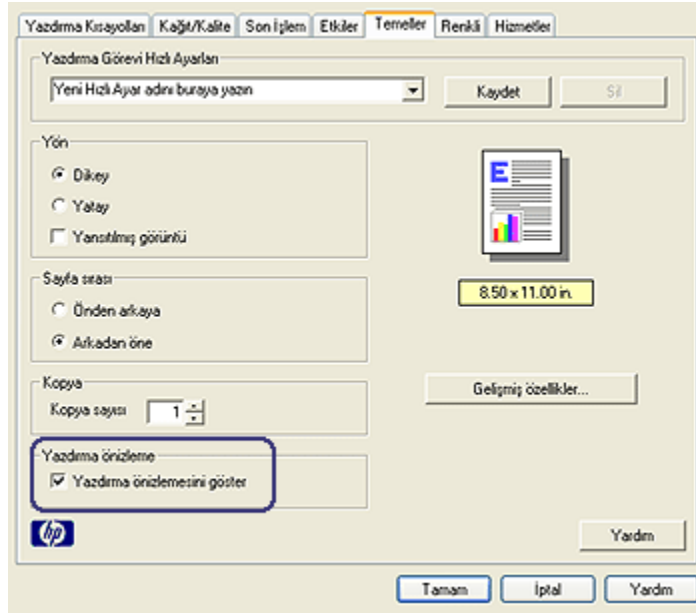 Yazdırma Kısayolları Kağıt/Kalite Son İşlem Etkiler Temeller Renkli Hizmetler
Yazdırma Görevi Hızlı Ayarları
Yeni Hızlı Ayar adını buraya yazın Kaydet Sil
Yön
Dikey
Yatay
Yansıtılmış görüntü
E
Sayfa sırası
8.50 x 11.00 in.
Önden arkaya
Arkadan öne
Kopya
Kopya sayısı 1
Gelişmiş özellikler...
Yazdırma önizleme
Yazdırma önizlemesini göster
hp
Yardım
Tamam İptal Yardım